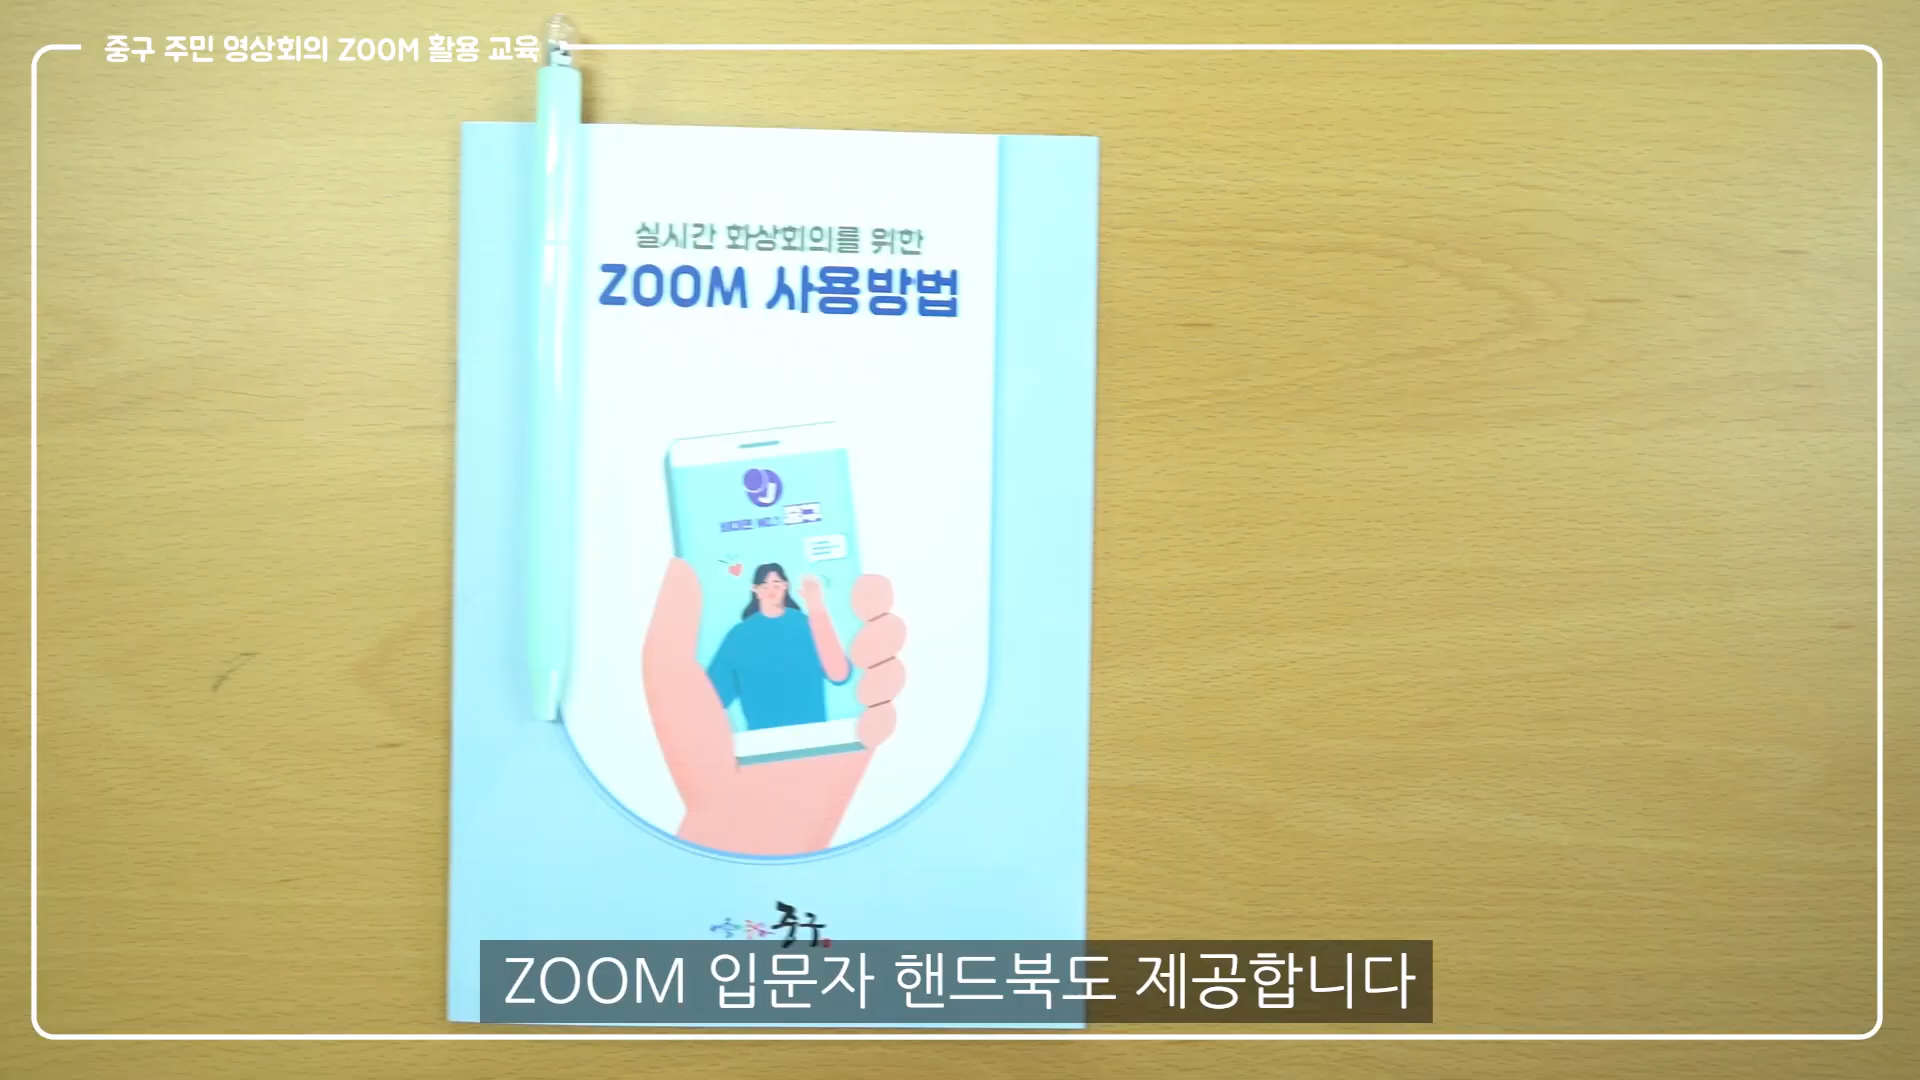 중구 주민 영상회의 ZOOM 활용 교육
실시간 화상회의를 위한
ZOOM 사용방법
중구
ZOOM 입문자 핸드북도 제공합니다